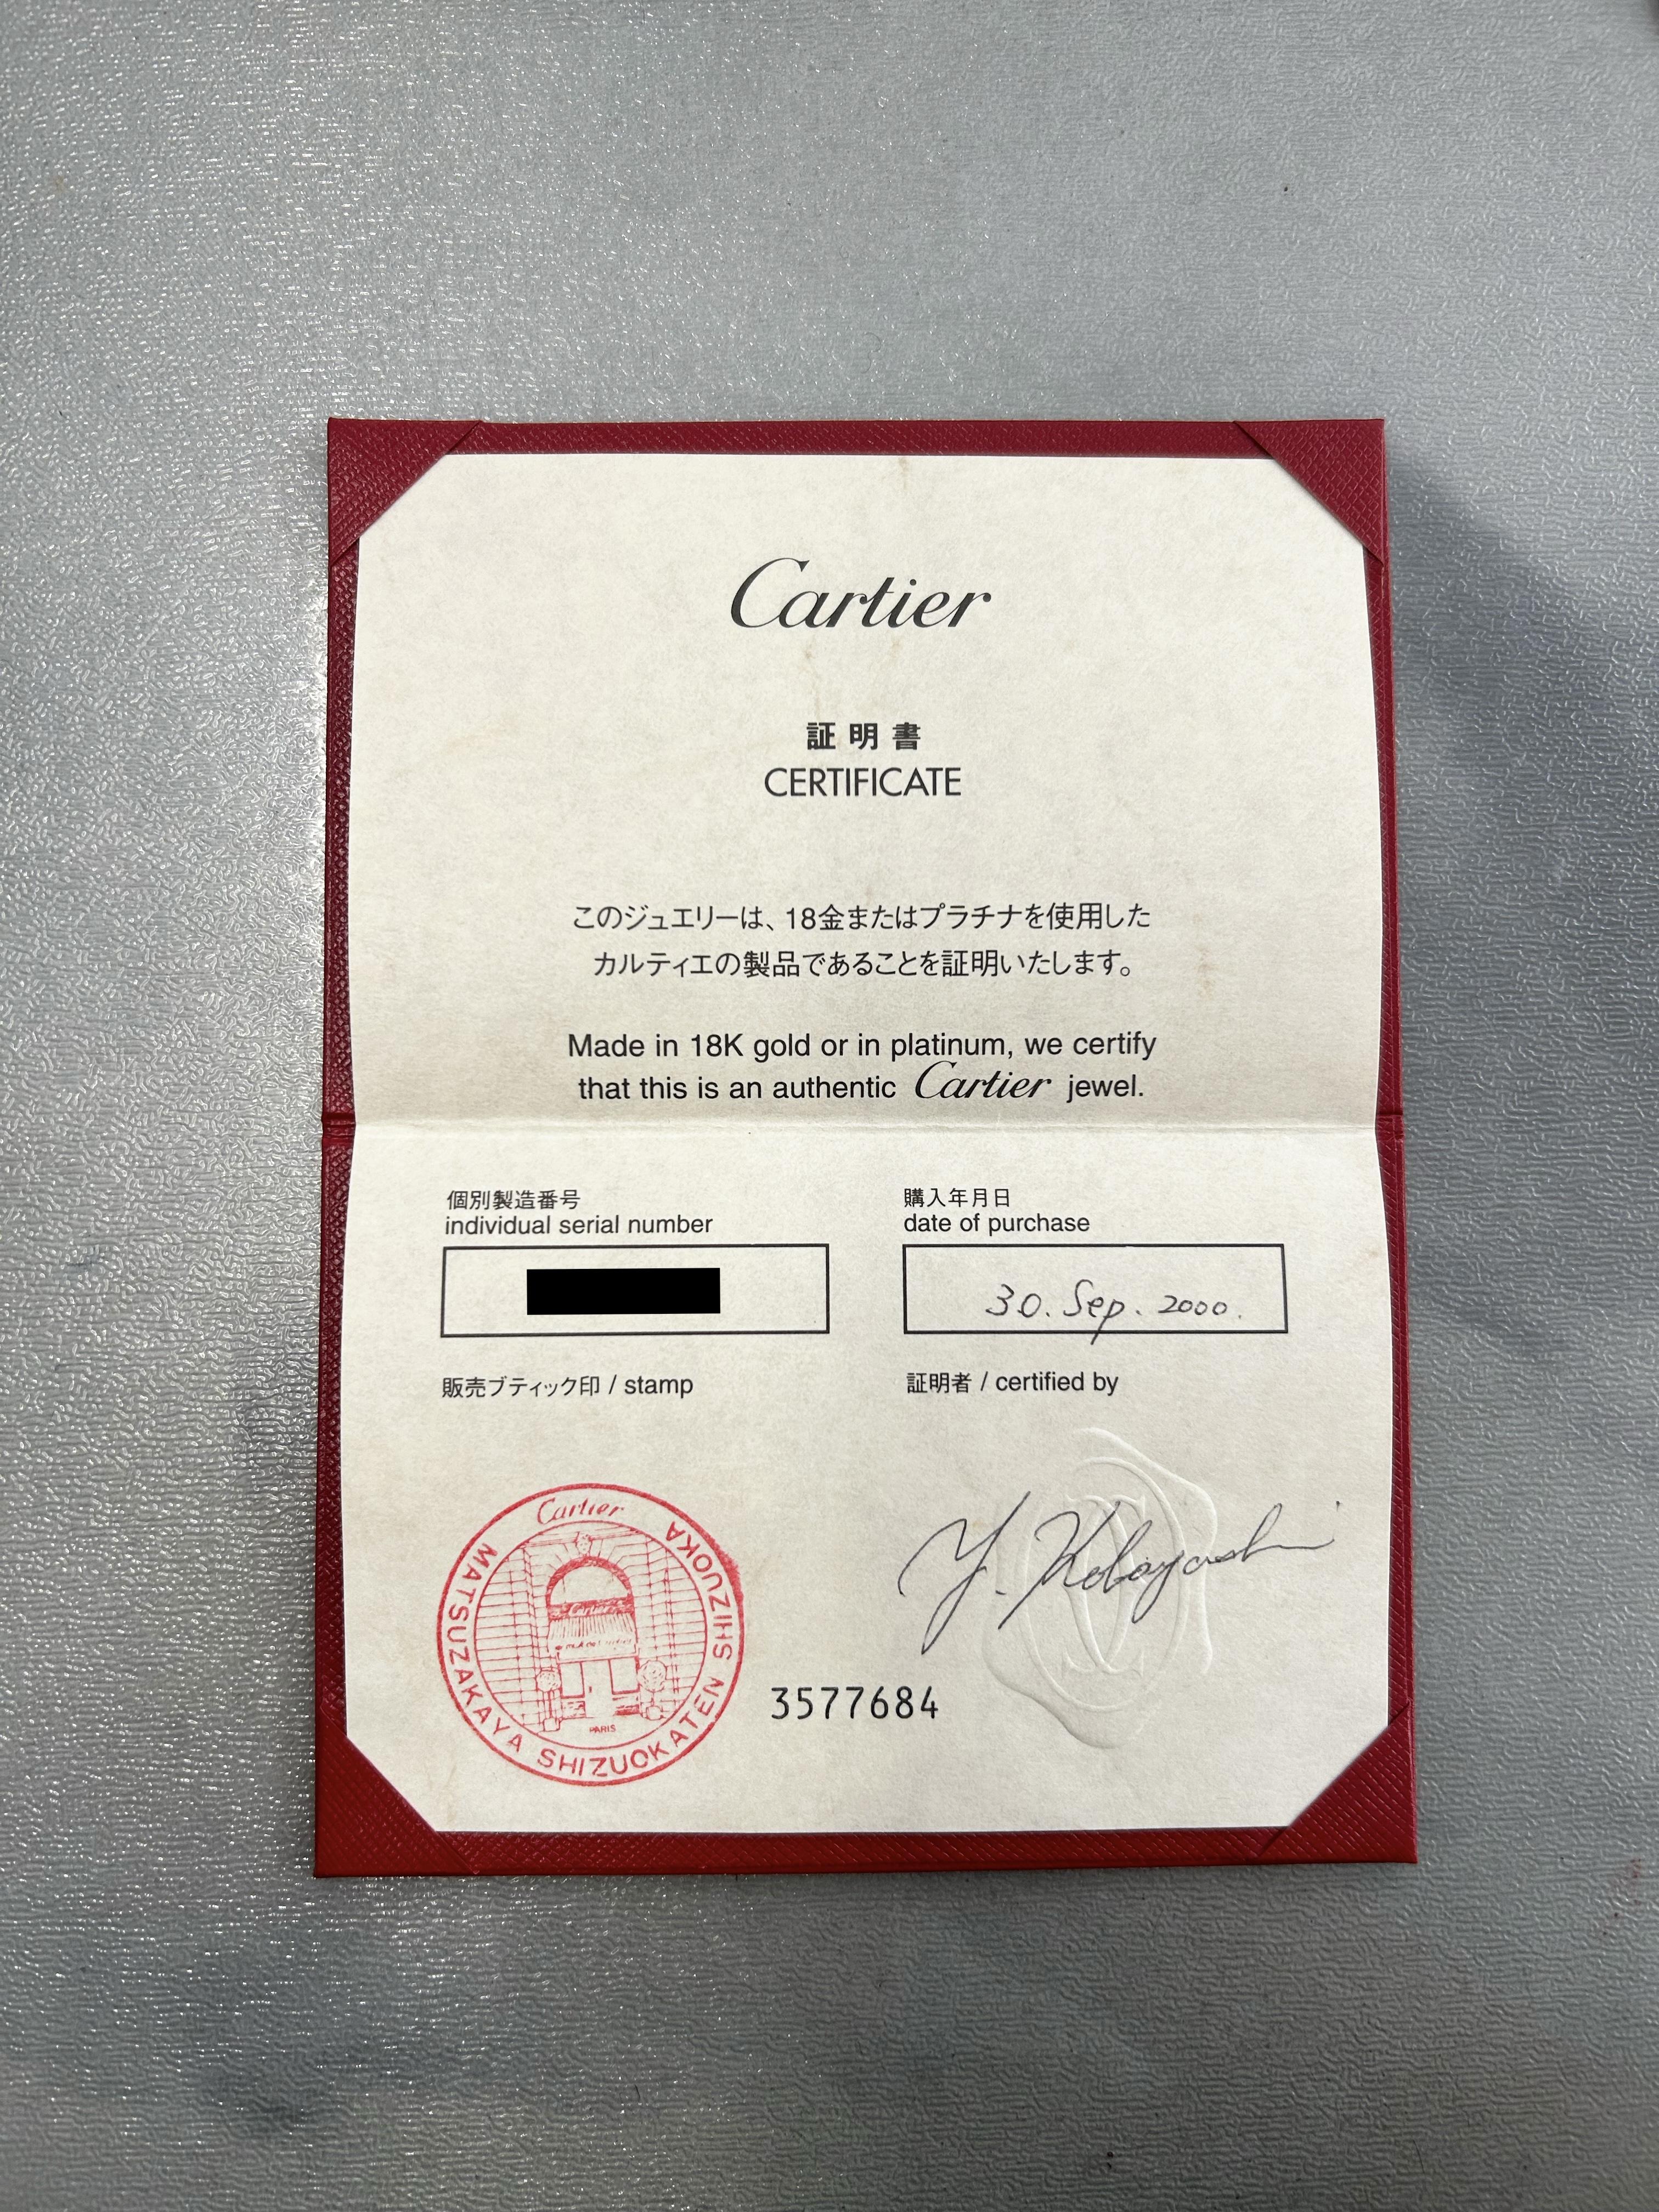 Cartier
証明書
CERTIFICATE
このジュエリーは、18金またはプラチナを使用した
カルティエの製品であることを証明いたします。
Made in 18K gold or in platinum, we certify
that this is an authentic Cartier jewel.
個別製造番号
individual serial number
購入年月日
date of purchase
30. Sep. 2000.
販売ブティック印 / stamp
証明者 / certified by
Cartier
MATSUZAKAYA SHIZUOKATEN SHIZUOKA
Cartier
PARIS
Y. Kobayashi
3577684